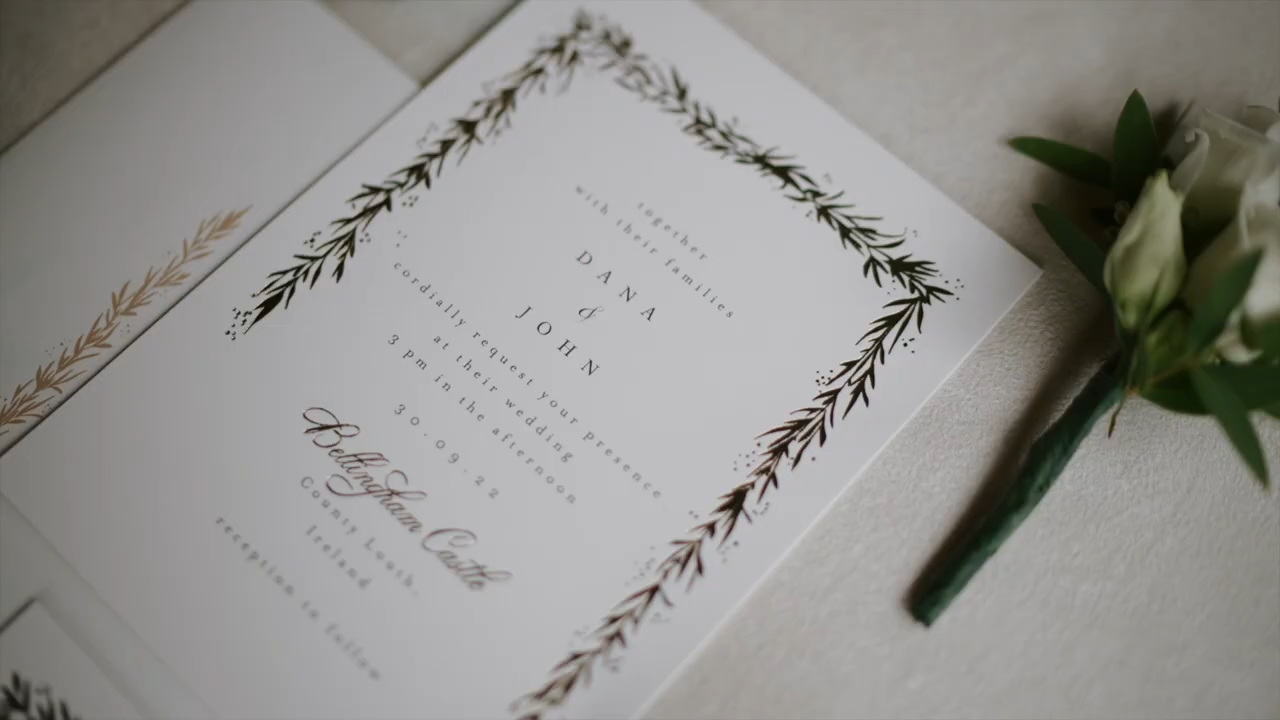 together
with their families
DANA
&
JOHN
cordially request your presence
at their wedding
3 pm in the afternoon
30.09.22
Bellingham Castle
County Louth,
Ireland
reception to follow